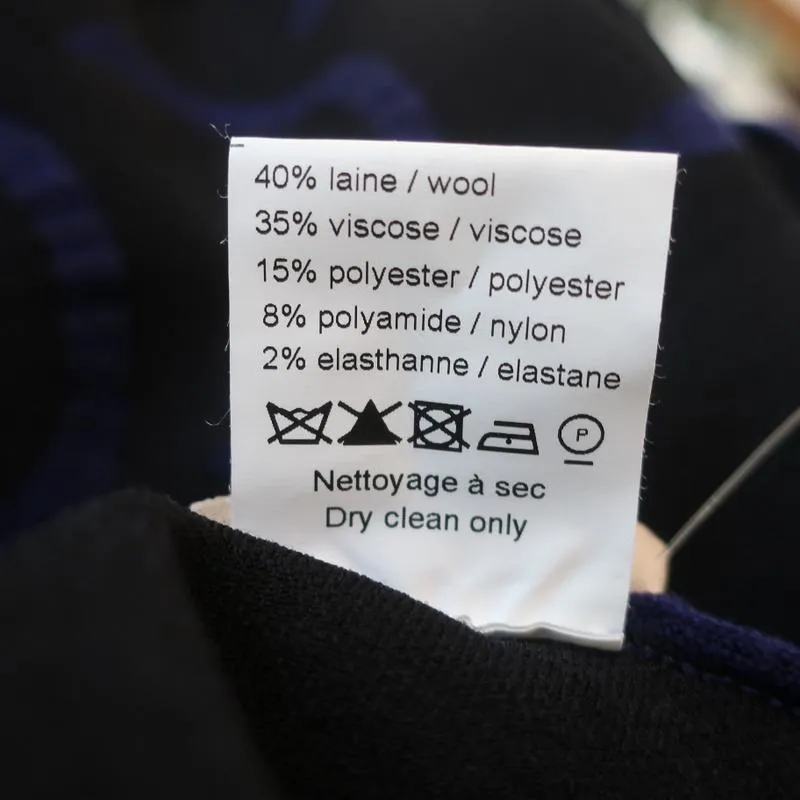 40% laine / wool
35% viscose / viscose
15% polyester / polyester
8% polyamide / nylon
2% elasthanne / elastane
P
Nettoyage à sec
Dry clean only